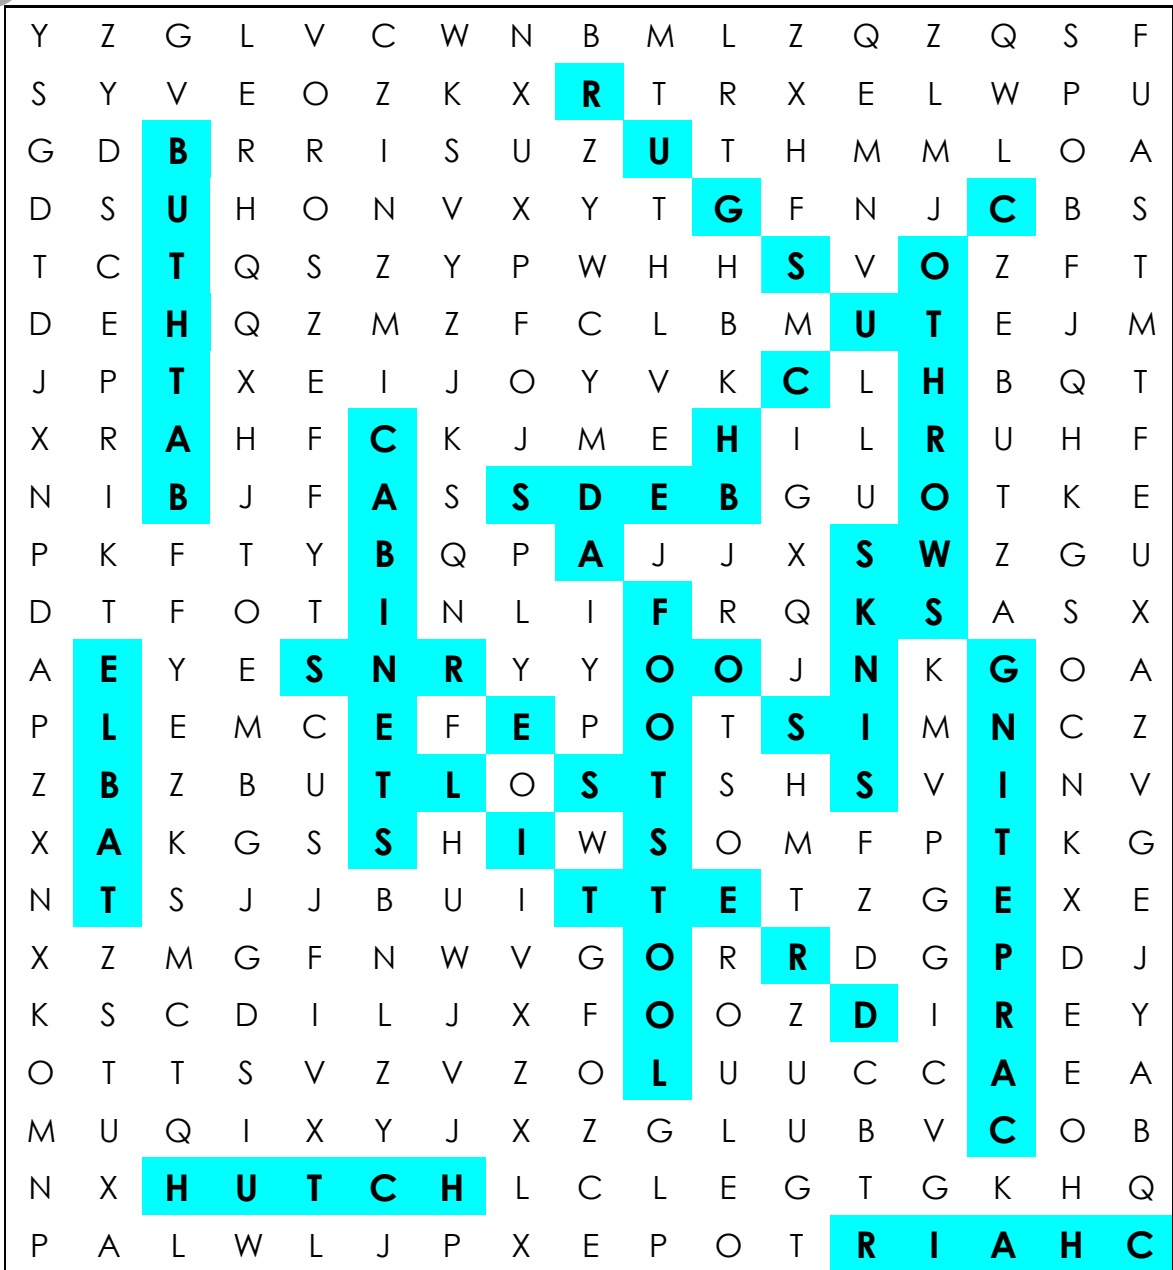 Y Z G L V C W N B M L Z Q Z Q S F
S Y V E O Z K X R T R X E L W P U
G D B R R I S U Z U T H M M L O A
D S U H O N V X Y T G F N J C B S
T C T Q S Z Y P W H H S V O Z F T
D E H Q Z M Z F C L B M U T E J M
J P T X E I J O Y V K C L H B Q T
X R A H F C K J M E H I L R U H F
N I B J F A S S D E B G U O T K E
P K F T Y B Q P A J J X S W Z G U
D T F O T I N L I F R Q K S A S X
A E Y E S N R Y Y O O J N K G O A
P L E M C E F E P O T S I M N C Z
Z B Z B U T L O S T S H S V I N V
X A K G S S H I W S O M F P T K G
N T S J J B U I T T E T Z G E X E
X Z M G F N W V G O R R D G P D J
K S C D I L J X F O O Z D I R E Y
O T T S V Z V Z O L U U C C A E A
M U Q I X Y J X Z G L U B V C O B
N X H U T C H L C L E G T G K H Q
P A L W L J P X E P O T R I A H C